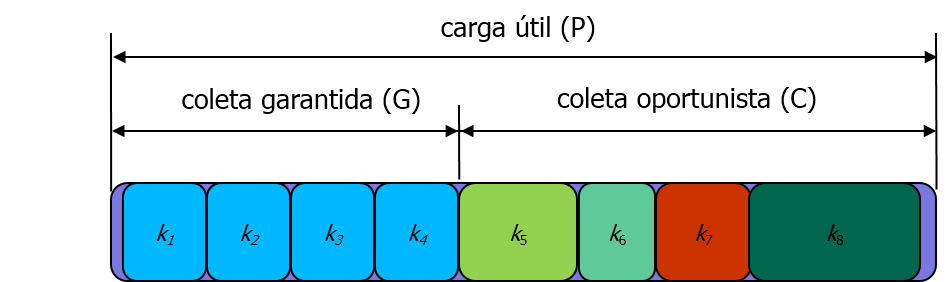 carga útil (P)
coleta garantida (G) coleta oportunista (C)
k1 k2 k3 k4 k5 k6 k7 k8